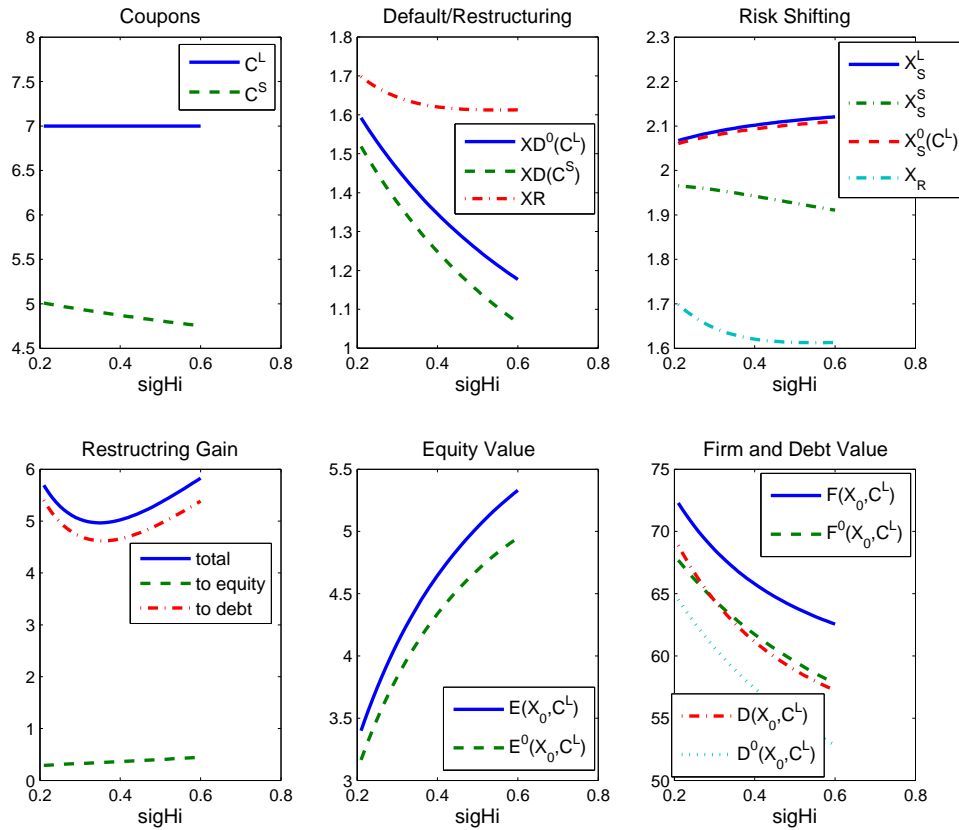 Coupons
8
7.5
7
6.5
6
5.5
5
4.5
0.2 0.4 0.6 0.8
sigHi
C^L
C^S
Default/Restructuring
1.8
1.7
1.6
1.5
1.4
1.3
1.2
1.1
1
0.2 0.4 0.6 0.8
sigHi
XD^0(C^L)
XD(C^S)
XR
Risk Shifting
2.3
2.2
2.1
2
1.9
1.8
1.7
1.6
0.2 0.4 0.6 0.8
sigHi
X_S^L
X_S^S
X_S^0(C^L)
X_R
Restructring Gain
6
5
4
3
2
1
0
0.2 0.4 0.6 0.8
sigHi
total
to equity
to debt
Equity Value
5.5
5
4.5
4
3.5
3
0.2 0.4 0.6 0.8
sigHi
E(X_0,C^L)
E^0(X_0,C^L)
Firm and Debt Value
75
70
65
60
55
50
0.2 0.4 0.6 0.8
sigHi
F(X_0,C^L)
F^0(X_0,C^L)
D(X_0,C^L)
D^0(X_0,C^L)